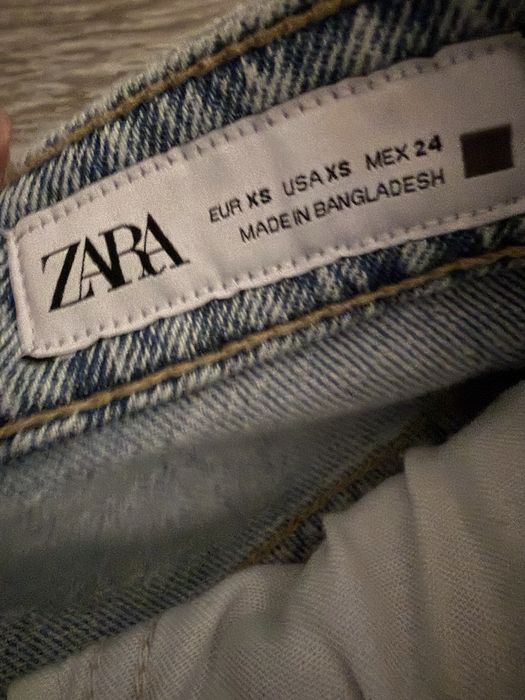 ZARA
EUR XS USA XS MEX 24
MADE IN BANGLADESH